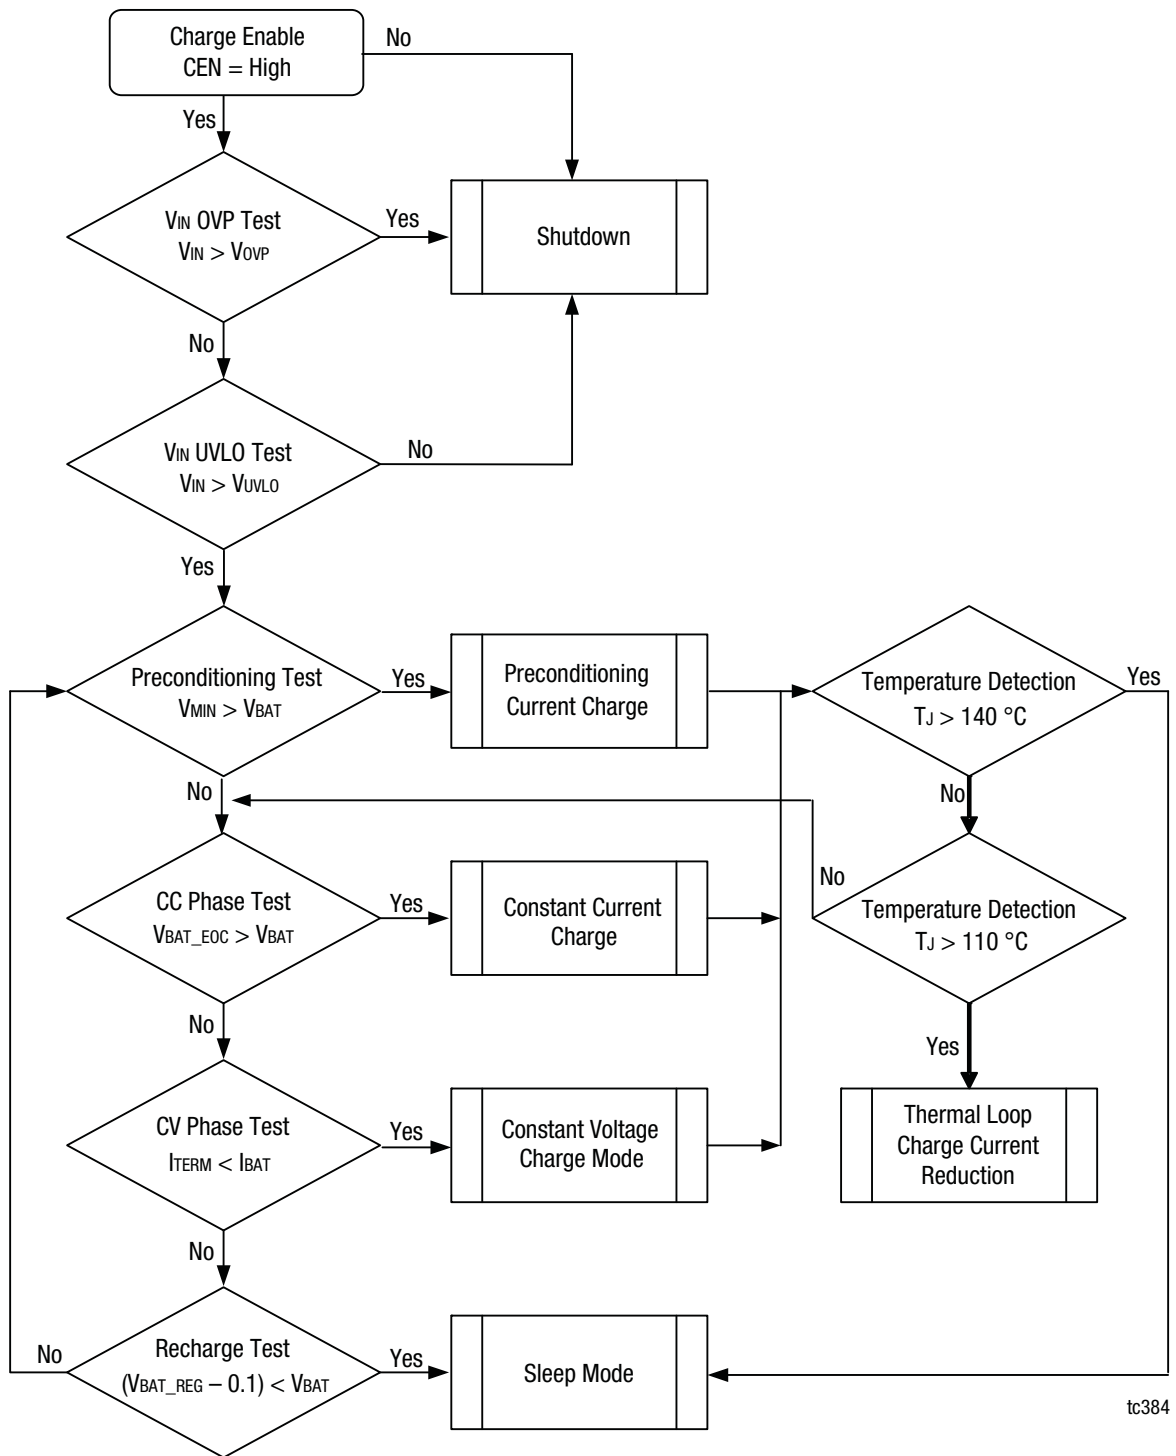 Charge Enable
CEN = High
No
Yes
VIN OVP Test
VIN > VOVP
Yes
Shutdown
No
VIN UVLO Test
VIN > VUVLO
No
Yes
Preconditioning Test
VMIN > VBAT
Yes
Preconditioning
Current Charge
Temperature Detection
TJ > 140 °C
Yes
No
No
CC Phase Test
VBAT_EOC > VBAT
Yes
Constant Current
Charge
No
Temperature Detection
TJ > 110 °C
No
Yes
CV Phase Test
ITERM < IBAT
Yes
Constant Voltage
Charge Mode
Thermal Loop
Charge Current
Reduction
No
No
Recharge Test
(VBAT_REG – 0.1) < VBAT
Yes
Sleep Mode
tc384